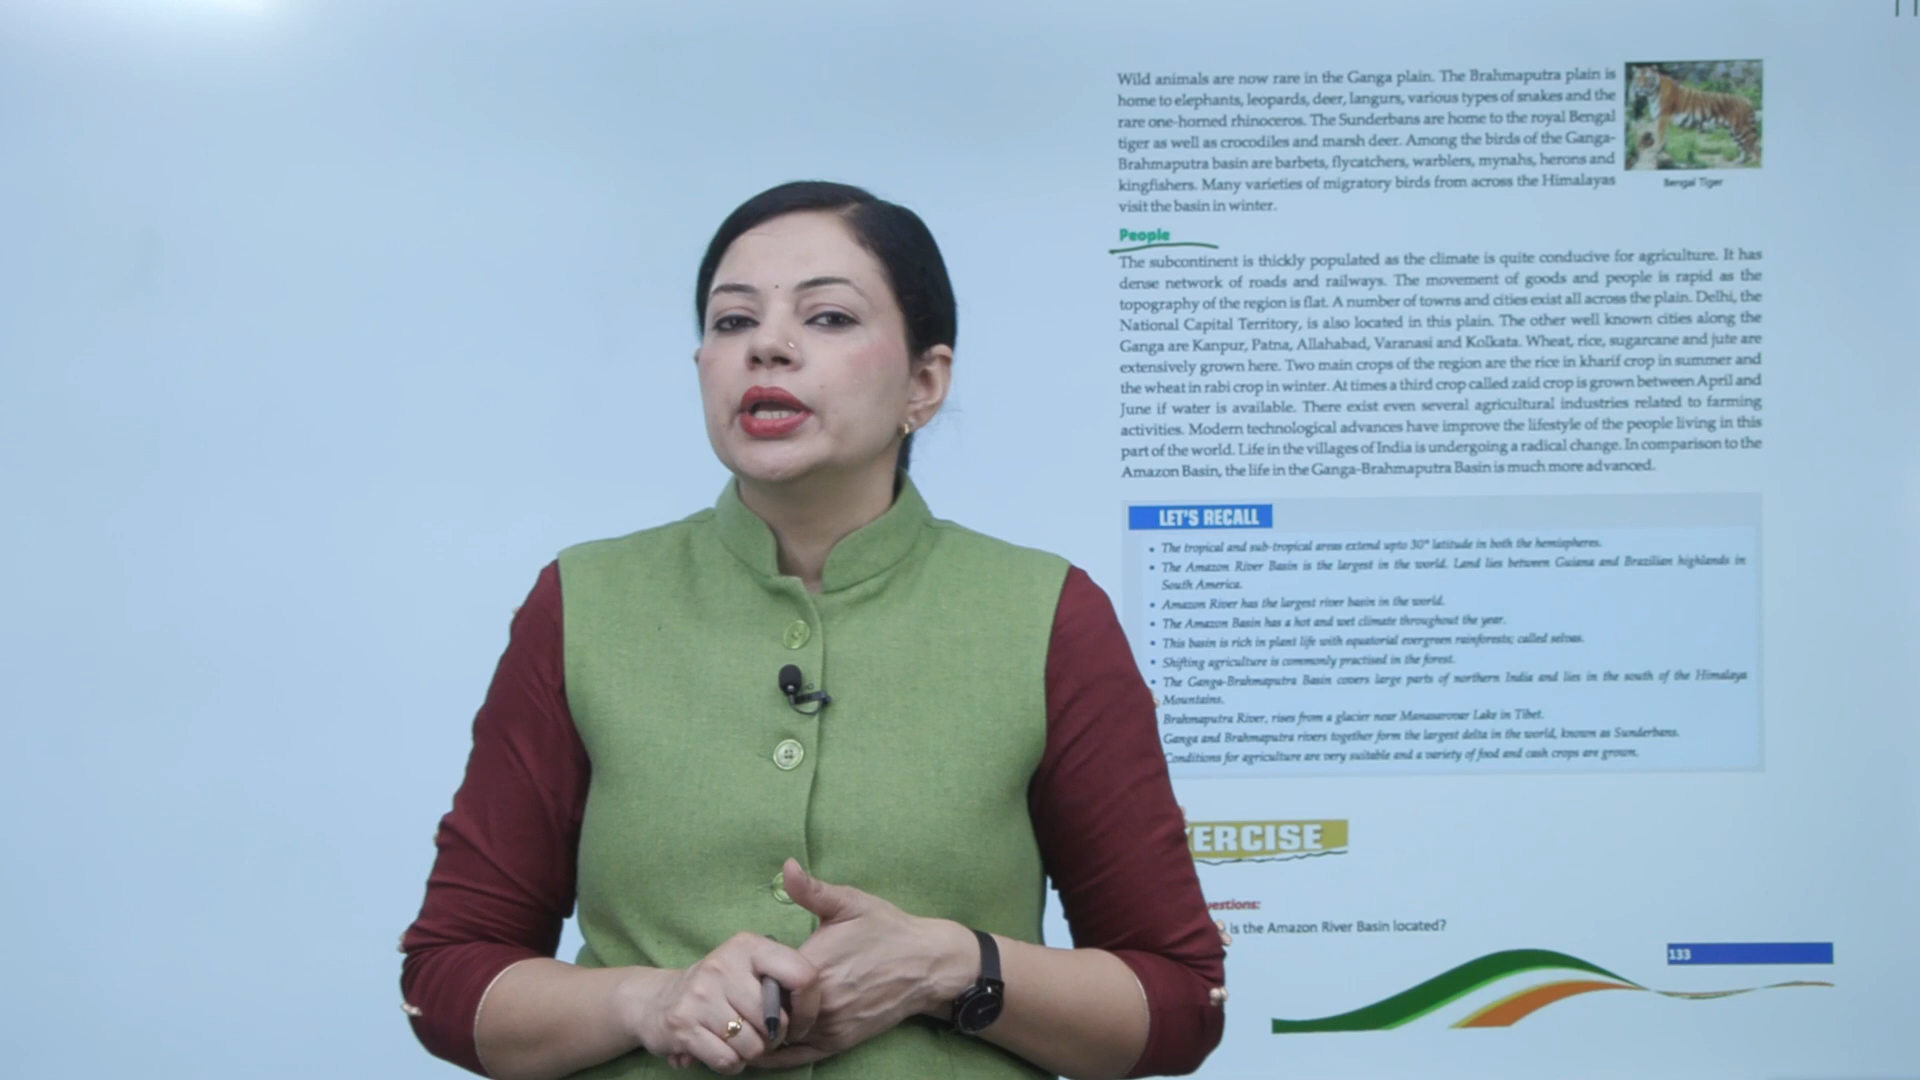 Wild animals are now rare in the Ganga plain. The Brahmaputra plain is
home to elephants, leopards, deer, langurs, various types of snakes and the
rare one-horned rhinoceros. The Sunderbans are home to the royal Bengal
tiger as well as crocodiles and marsh deer. Among the birds of the Ganga-
Brahmaputra basin are barbets, flycatchers, warblers, mynahs, herons and
kingfishers. Many varieties of migratory birds from across the Himalayas
visit the basin in winter.
Bengal Tiger
People
The subcontinent is thickly populated as the climate is quite conducive for agriculture. It has
dense network of roads and railways. The movement of goods and people is rapid as the
topography of the region is flat. A number of towns and cities exist all across the plain. Delhi, the
National Capital Territory, is also located in this plain. The other well known cities along the
Ganga are Kanpur, Patna, Allahabad, Varanasi and Kolkata. Wheat, rice, sugarcane and jute are
extensively grown here. Two main crops of the region are the rice in kharif crop in summer and
the wheat in rabi crop in winter. At times a third crop called zaid crop is grown between April and
June if water is available. There exist even several agricultural industries related to farming
activities. Modern technological advances have improve the lifestyle of the people living in this
part of the world. Life in the villages of India is undergoing a radical change. In comparison to the
Amazon Basin, the life in the Ganga-Brahmaputra Basin is much more advanced.
LET'S RECALL
• The tropical and sub-tropical areas extend upto 30° latitude in both the hemispheres.
• The Amazon River Basin is the largest in the world. Land lies between Guiana and Brazilian highlands in
South America.
• Amazon River has the largest river basin in the world.
• The Amazon Basin has a hot and wet climate throughout the year.
• This basin is rich in plant life with equatorial evergreen rainforests; called selvas.
• Shifting agriculture is commonly practised in the forest.
• The Ganga-Brahmaputra Basin covers large parts of northern India and lies in the south of the Himalaya
Mountains.
Brahmaputra River, rises from a glacier near Manasarovar Lake in Tibet.
Ganga and Brahmaputra rivers together form the largest delta in the world, known as Sunderbans.
Conditions for agriculture are very suitable and a variety of food and cash crops are grown.
ERCISE
estions:
is the Amazon River Basin located?
133